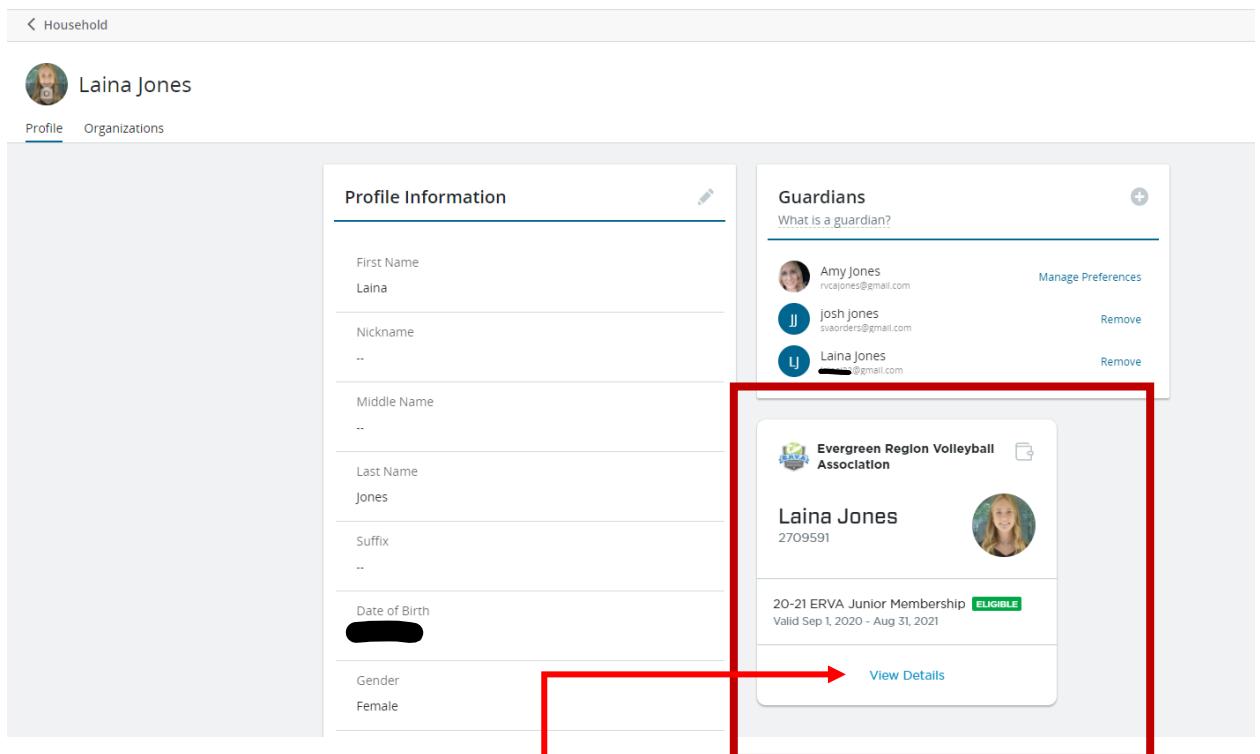 Household
Laina Jones
Profile Organizations
Profile Information
First Name
Laina
Nickname
--
Middle Name
--
Last Name
Jones
Suffix
--
Date of Birth
Gender
Female
Guardians
What is a guardian?
Amy Jones
rvcajones@gmail.com
Manage Preferences
JJ
josh jones
svaorders@gmail.com
Remove
LJ
Laina Jones
@gmail.com
Remove
Evergreen Region Volleyball
Association
Laina Jones
2709591
20-21 ERVA Junior Membership ELIGIBLE
Valid Sep 1, 2020 - Aug 31, 2021
View Details